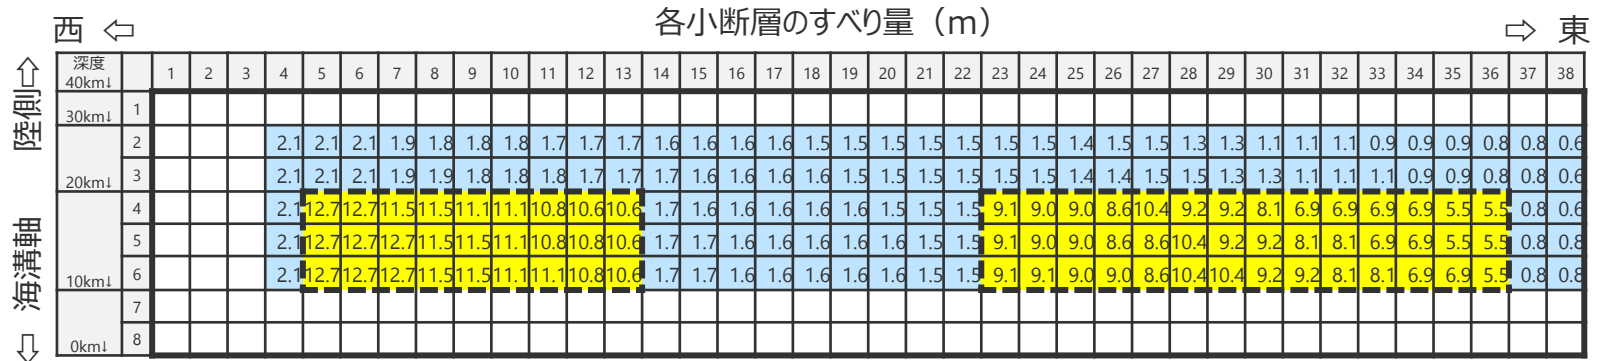 各小断層のすべり量（m）
西 ⇦ ⇨ 東
深度 40km↓ 1 2 3 4 5 6 7 8 9 10 11 12 13 14 15 16 17 18 19 20 21 22 23 24 25 26 27 28 29 30 31 32 33 34 35 36 37 38
陸側⇨
30km↓ 1
2 2.1 2.1 2.1 1.9 1.8 1.8 1.8 1.7 1.7 1.7 1.6 1.6 1.6 1.6 1.5 1.5 1.5 1.5 1.5 1.5 1.5 1.4 1.5 1.5 1.3 1.3 1.1 1.1 1.1 0.9 0.9 0.9 0.8 0.8 0.6
20km↓ 3 2.1 2.1 2.1 1.9 1.9 1.8 1.8 1.8 1.7 1.7 1.7 1.6 1.6 1.6 1.6 1.5 1.5 1.5 1.5 1.5 1.5 1.4 1.4 1.5 1.5 1.3 1.3 1.1 1.1 1.1 0.9 0.9 0.8 0.8 0.6
4 2.1 12.7 12.7 11.5 11.5 11.1 11.1 10.8 10.6 10.6 1.7 1.6 1.6 1.6 1.6 1.6 1.5 1.5 1.5 9.1 9.0 9.0 8.6 10.4 9.2 9.2 8.1 6.9 6.9 6.9 6.9 5.5 5.5 0.8 0.6
海溝軸
5 2.1 12.7 12.7 12.7 11.5 11.5 11.1 10.8 10.8 10.6 1.7 1.7 1.6 1.6 1.6 1.6 1.6 1.5 1.5 9.1 9.0 9.0 8.6 8.6 10.4 9.2 9.2 8.1 8.1 6.9 6.9 5.5 5.5 0.8 0.8
10km↓ 6 2.1 12.7 12.7 12.7 11.5 11.5 11.1 11.1 10.8 10.6 1.7 1.7 1.6 1.6 1.6 1.6 1.6 1.5 1.5 9.1 9.1 9.0 9.0 8.6 10.4 10.4 9.2 9.2 8.1 8.1 6.9 6.9 5.5 0.8 0.8
7
0km↓ 8